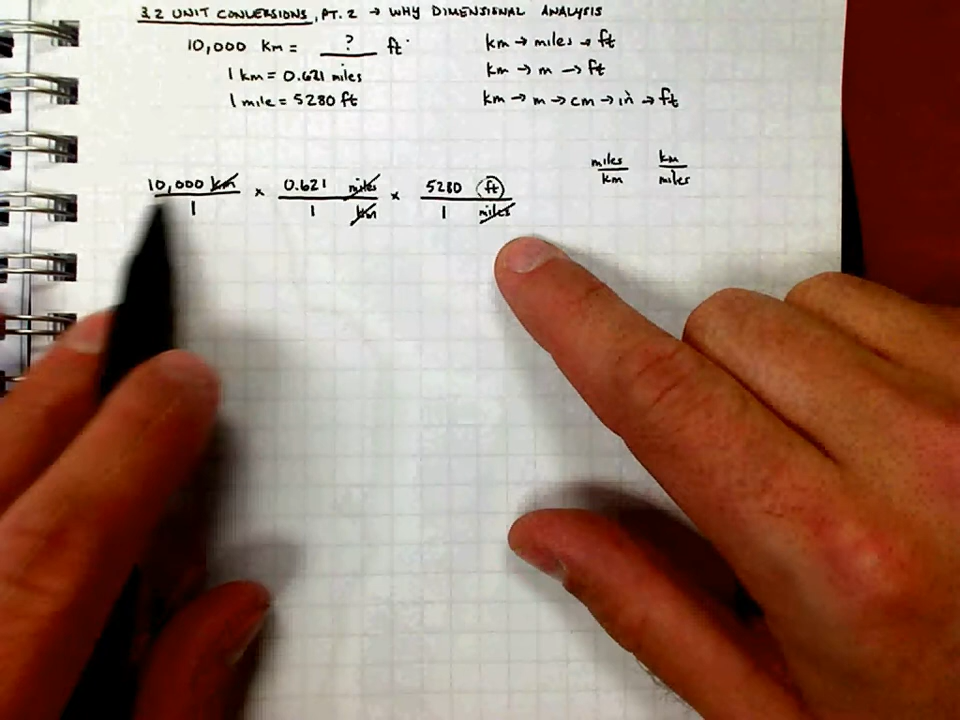 3.2 UNIT CONVERSIONS, PT. 2 → WHY DIMENSIONAL ANALYSIS
10,000 km = ? ft
1 km = 0.621 miles
1 mile = 5280 ft
km → miles → ft
km → m → ft
km → m → cm → in → ft
miles/km km/miles
10,000 km/1 × 0.621 miles/1 km × 5280 ft/1 miles